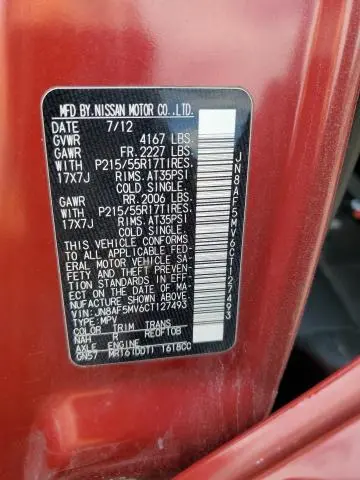 MFD.BY.NISSAN MOTOR CO.,LTD.
DATE 7/12
GVWR 4167 LBS.
GAWR FR.2227 LBS.
WITH P215/55R17TIRES.
17X7J RIMS.AT35PSI
COLD SINGLE.
GAWR RR.2006 LBS.
WITH P215/55R17TIRES.
17X7J RIMS.AT35PSI
COLD SINGLE.
THIS VEHICLE CONFORMS
TO ALL APPLICABLE FED-
ERAL MOTOR VEHICLE SA-
FETY AND THEFT PREVEN-
TION STANDARDS IN EFF-
ECT ON THE DATE OF MA-
NUFACTURE SHOWN ABOVE.
VIN:JN8AF5MV6CT127493
TYPE:MPV
COLOR TRIM TRANS
NAH R RE0F10B
AXLE ENGINE
GN57 MR16(DDT) 1618CC
JN8AF5MV6CT127493